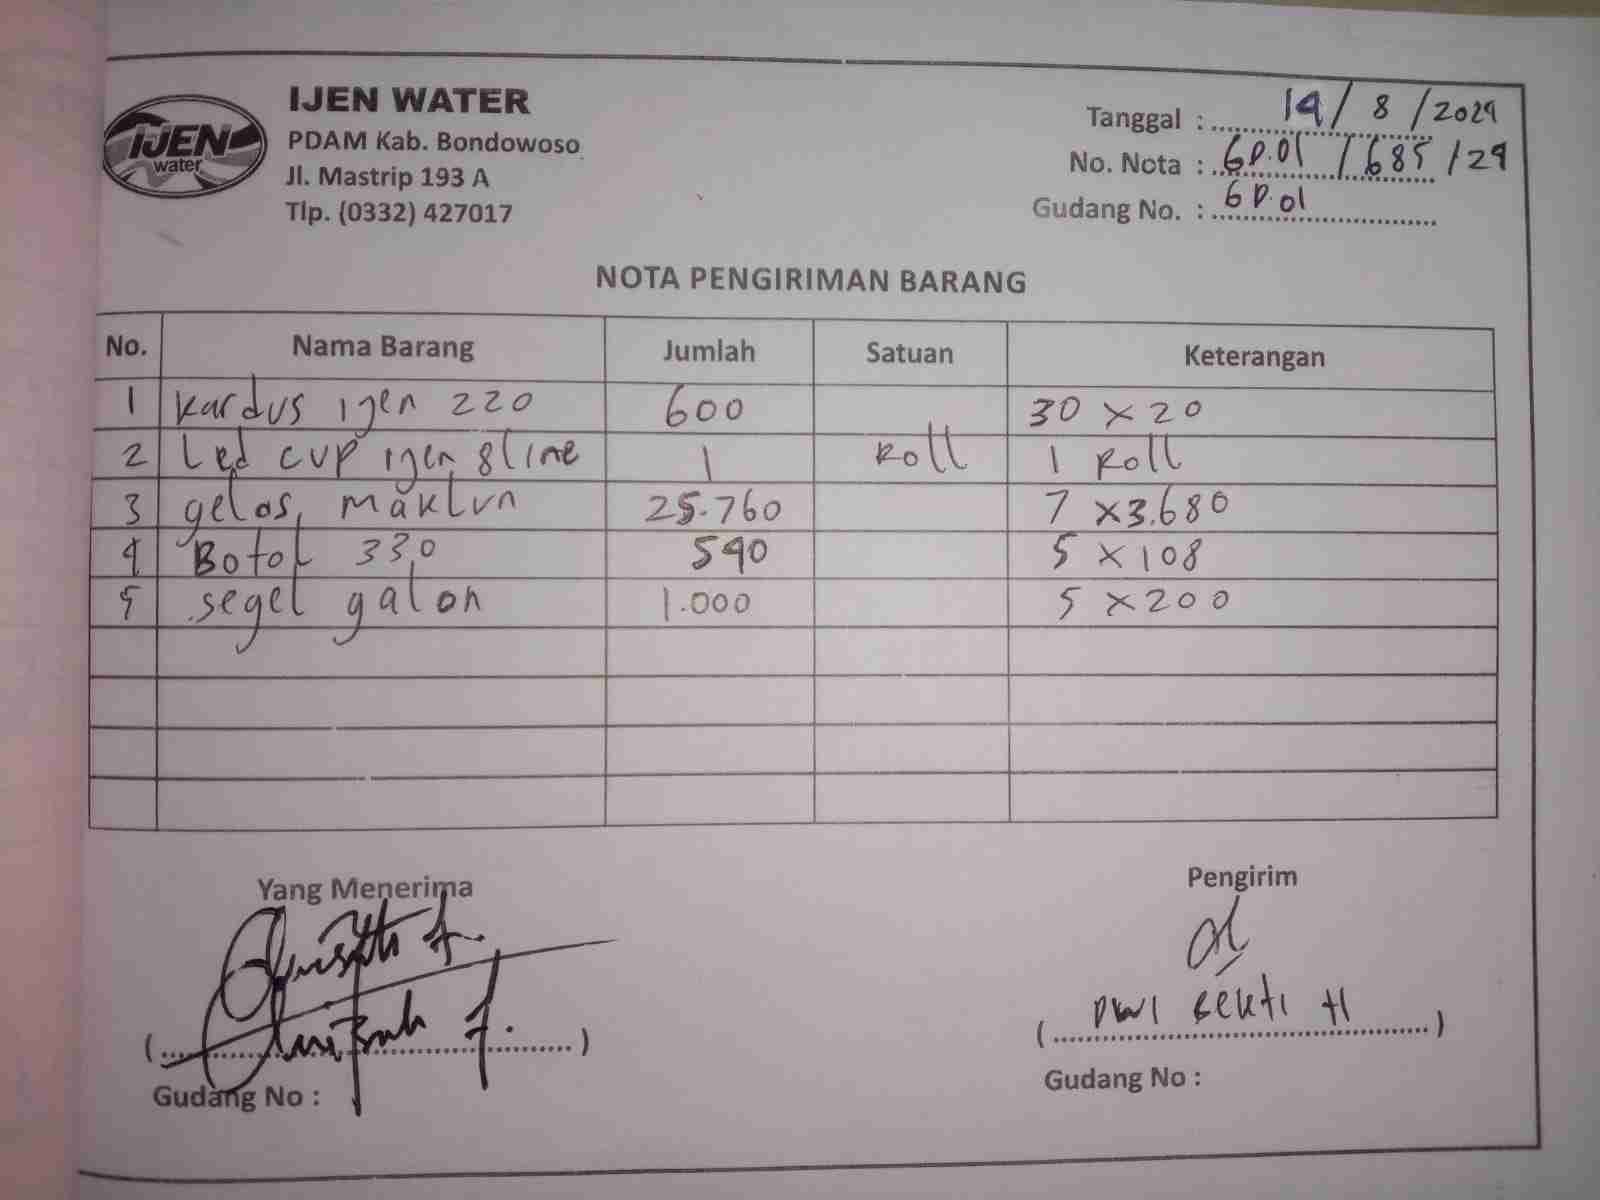 IJEN
water
IJEN WATER
PDAM Kab. Bondowoso
Jl. Mastrip 193 A
Tlp. (0332) 427017
Tanggal : 14 / 8 / 2024
No. Nota : GD.01 / 685 / 24
Gudang No. : GD.01
NOTA PENGIRIMAN BARANG
No. Nama Barang Jumlah Satuan Keterangan
1 Kardus ijen 220 600 30 x 20
2 Led cup ijen 8 line 1 Roll 1 Roll
3 gelas maklun 25.760 7 x 3.680
4 Botol 330 540 5 x 108
5 segel galon 1.000 5 x 200
Yang Menerima Pengirim
( ) ( Dwi Bekti H )
Gudang No : Gudang No :